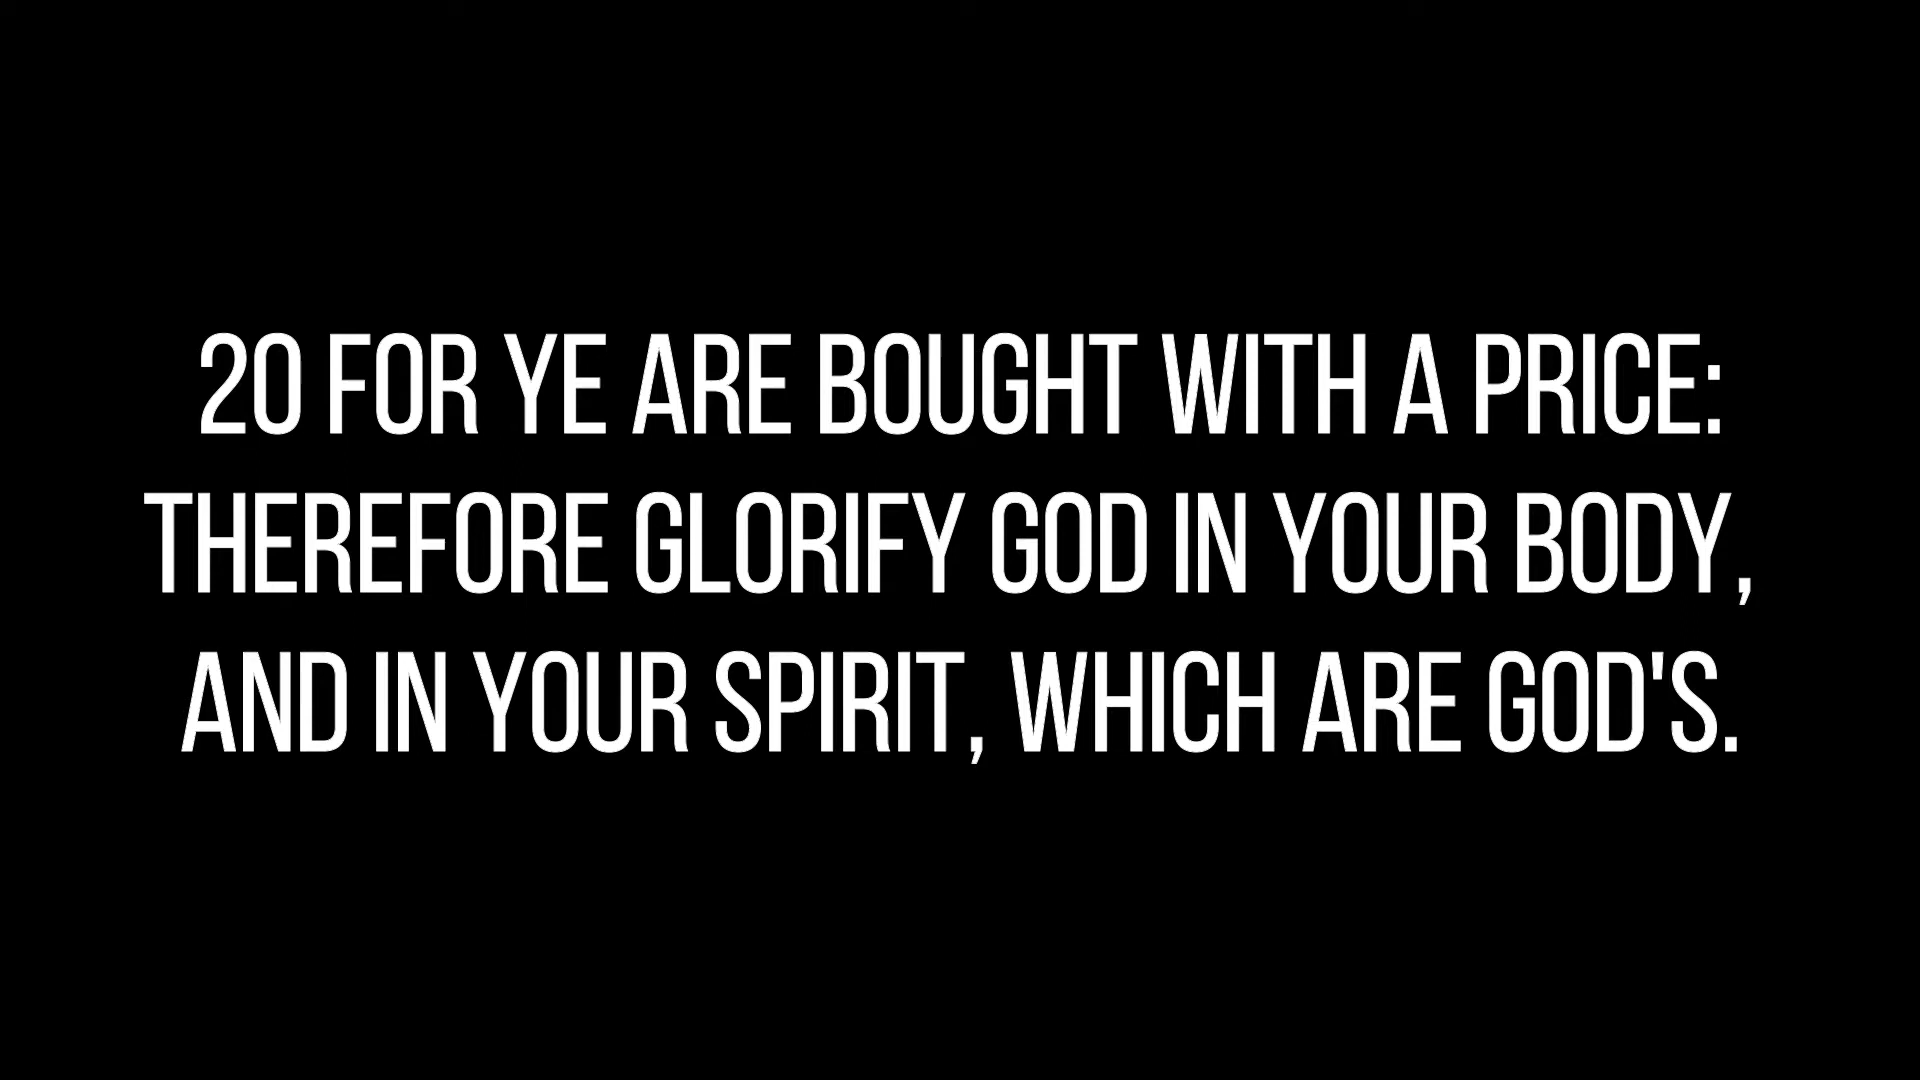 20 FOR YE ARE BOUGHT WITH A PRICE:
THEREFORE GLORIFY GOD IN YOUR BODY,
AND IN YOUR SPIRIT, WHICH ARE GOD'S.